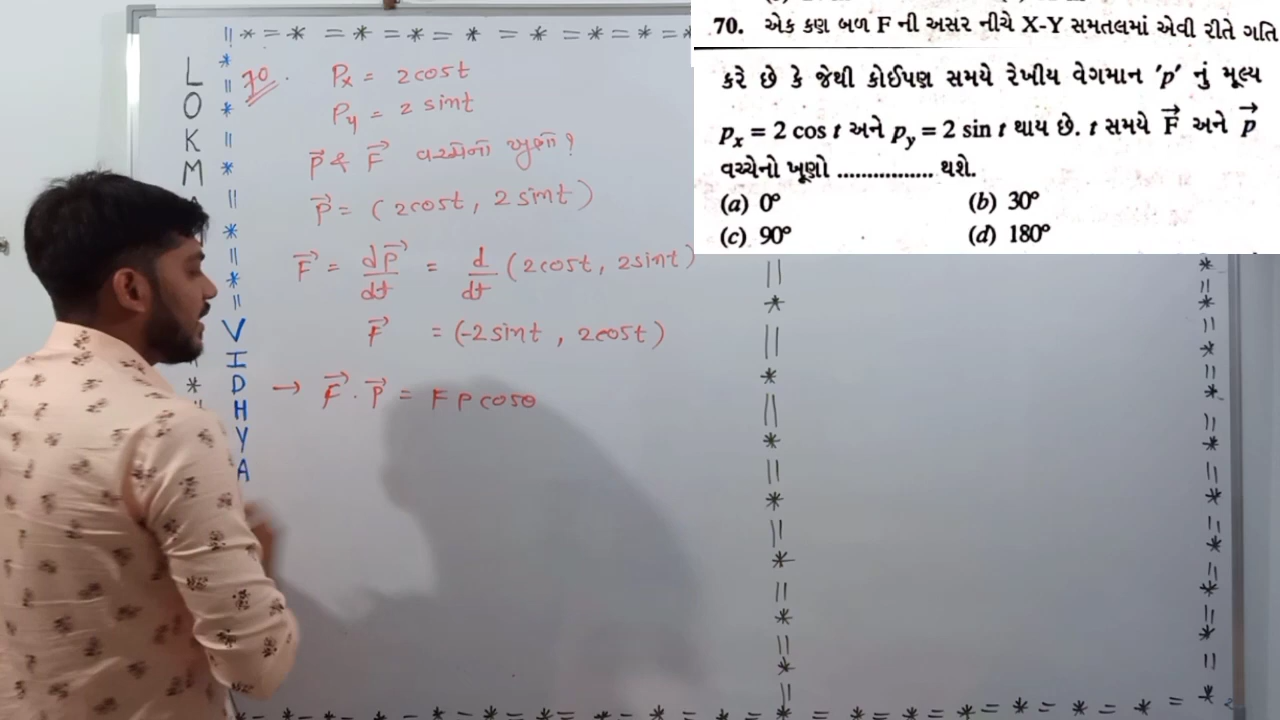 70. એક કણ બળ F ની અસર નીચે X-Y સમતલમાં એવી રીતે ગતિ
કરે છે કે જેથી કોઈપણ સમયે રેખીય વેગમાન 'p' નું મૂલ્ય
pₓ = 2 cos t અને p_y = 2 sin t થાય છે. t સમયે F⃗ અને p⃗
વચ્ચેનો ખૂણો ................ થશે.
(a) 0° (b) 30°
(c) 90° (d) 180°
70. Pₓ = 2cost
P_y = 2 sint
P⃗ & F⃗ વચ્ચેનો ખુણો ?
P⃗ = (2cost, 2sint)
F⃗ = dP⃗/dt = d/dt (2cost, 2sint)
F⃗ = (-2sint, 2cost)
→ F⃗ . P⃗ = F P cosθ
L
O
K
M
V
I
D
H
Y
A